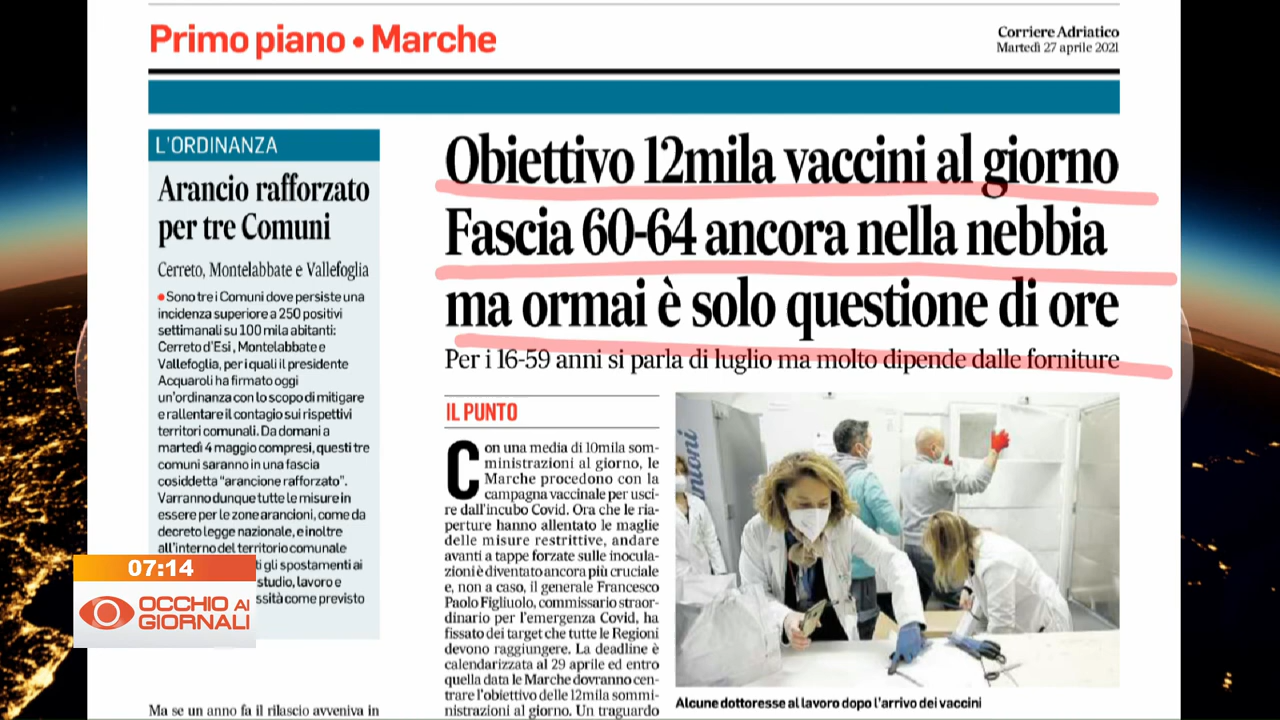 Primo piano • Marche
Corriere Adriatico
Martedì 27 aprile 2021
L'ORDINANZA
Arancio rafforzato
per tre Comuni
Cerreto, Montelabbate e Vallefoglia
• Sono tre i Comuni dove persiste una
incidenza superiore a 250 positivi
settimanali su 100 mila abitanti:
Cerreto d'Esi, Montelabbate e
Vallefoglia, per i quali il presidente
Acquaroli ha firmato oggi
un'ordinanza con lo scopo di mitigare
e rallentare il contagio sui rispettivi
territori comunali. Da domani a
martedì 4 maggio compresi, questi tre
comuni saranno in una fascia
cosiddetta "arancione rafforzato".
Varranno dunque tutte le misure in
essere per le zone arancioni, come da
decreto legge nazionale, e inoltre
all'interno del territorio comunale
gli spostamenti ai
studio, lavoro e
come previsto
Ma se un anno fa il rilascio avveniva in
Obiettivo 12mila vaccini al giorno
Fascia 60-64 ancora nella nebbia
ma ormai è solo questione di ore
Per i 16-59 anni si parla di luglio ma molto dipende dalle forniture
IL PUNTO
Con una media di 10mila som-
ministrazioni al giorno, le
Marche procedono con la
campagna vaccinale per usci-
re dall'incubo Covid. Ora che le ria-
perture hanno allentato le maglie
delle misure restrittive, andare
avanti a tappe forzate sulle inocula-
zioni è diventato ancora più cruciale
e, non a caso, il generale Francesco
Paolo Figliuolo, commissario straor-
dinario per l'emergenza Covid, ha
fissato dei target che tutte le Regioni
devono raggiungere. La deadline è
calendarizzata al 29 aprile ed entro
quella data le Marche dovranno cen-
trare l'obiettivo delle 12mila sommi-
nistrazioni al giorno. Un traguardo
Alcune dottoresse al lavoro dopo l'arrivo dei vaccini
07:14
OCCHIO AI
GIORNALI